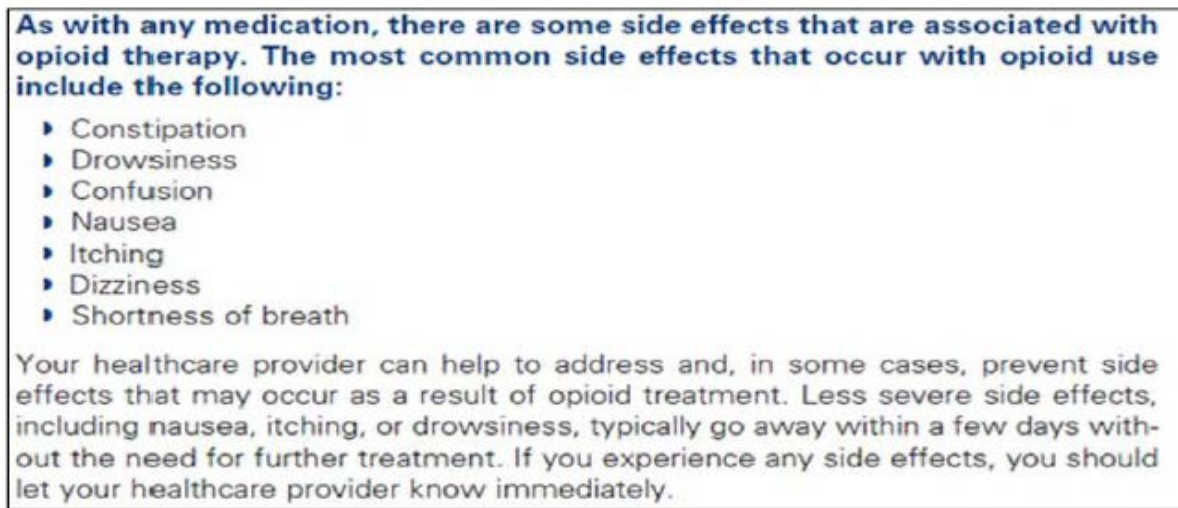 As with any medication, there are some side effects that are associated with
opioid therapy. The most common side effects that occur with opioid use
include the following:
Constipation
Drowsiness
Confusion
Nausea
Itching
Dizziness
Shortness of breath
Your healthcare provider can help to address and, in some cases, prevent side
effects that may occur as a result of opioid treatment. Less severe side effects,
including nausea, itching, or drowsiness, typically go away within a few days with-
out the need for further treatment. If you experience any side effects, you should
let your healthcare provider know immediately.